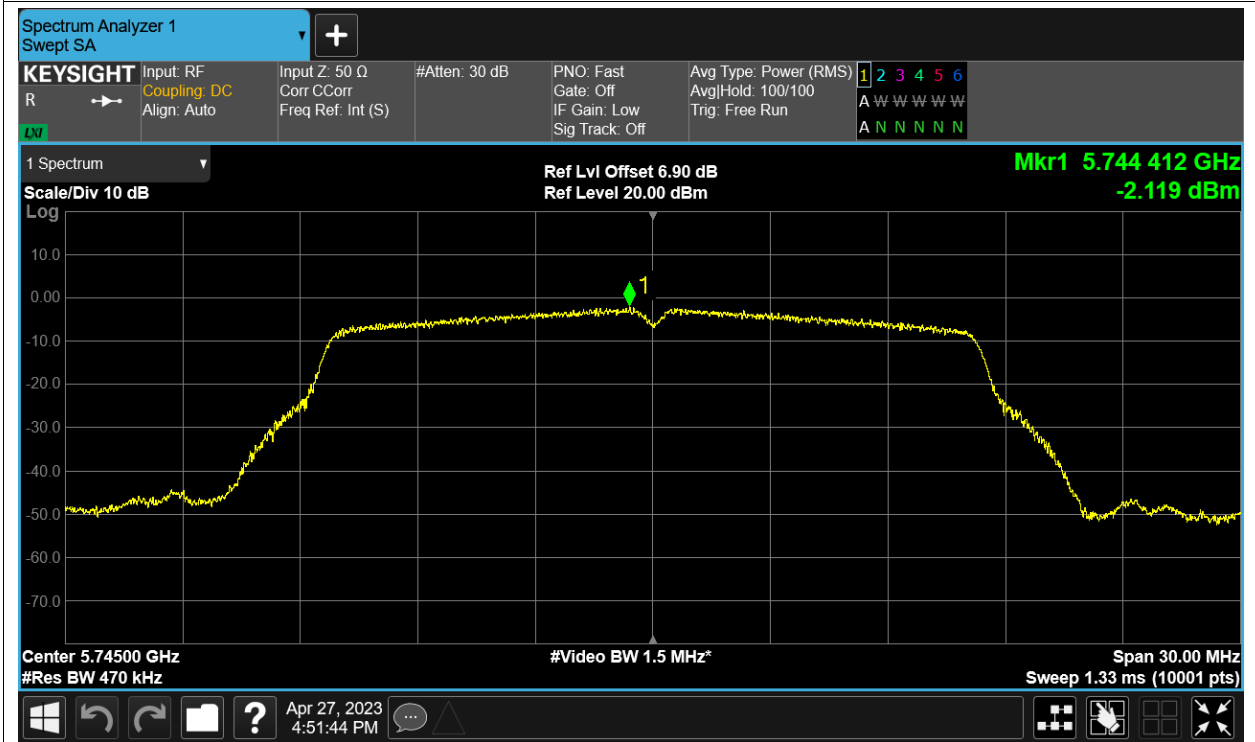 Spectrum Analyzer 1
Swept SA
+
KEYSIGHT
R
LXI
Input: RF
Coupling: DC
Align: Auto
Input Z: 50 Ω
Corr CCorr
Freq Ref: Int (S)
#Atten: 30 dB
PNO: Fast
Gate: Off
IF Gain: Low
Sig Track: Off
Avg Type: Power (RMS)
Avg|Hold: 100/100
Trig: Free Run
1 2 3 4 5 6
A W W W W W
A N N N N N
1 Spectrum
Scale/Div 10 dB
Log
Ref Lvl Offset 6.90 dB
Ref Level 20.00 dBm
Mkr1 5.744 412 GHz
-2.119 dBm
10.0
0.00
-10.0
-20.0
-30.0
-40.0
-50.0
-60.0
-70.0
1
Center 5.74500 GHz
#Res BW 470 kHz
#Video BW 1.5 MHz*
Span 30.00 MHz
Sweep 1.33 ms (10001 pts)
?
Apr 27, 2023
4:51:44 PM